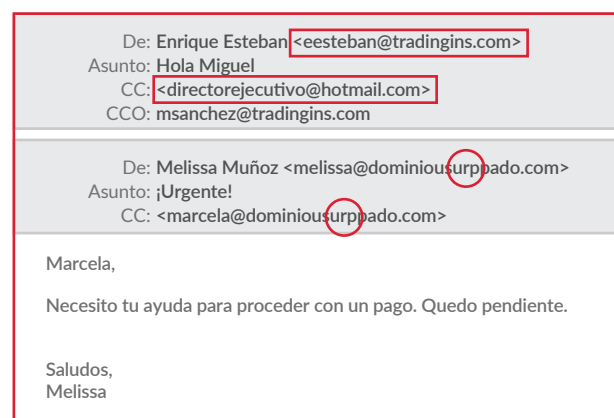 De: Enrique Esteban <eesteban@tradingins.com>
Asunto: Hola Miguel
CC: <directorejecutivo@hotmail.com>
CCO: msanchez@tradingins.com
De: Melissa Muñoz <melissa@dominiousurppado.com>
Asunto: ¡Urgente!
CC: <marcela@dominiousurppado.com>
Marcela,
Necesito tu ayuda para proceder con un pago. Quedo pendiente.
Saludos,
Melissa